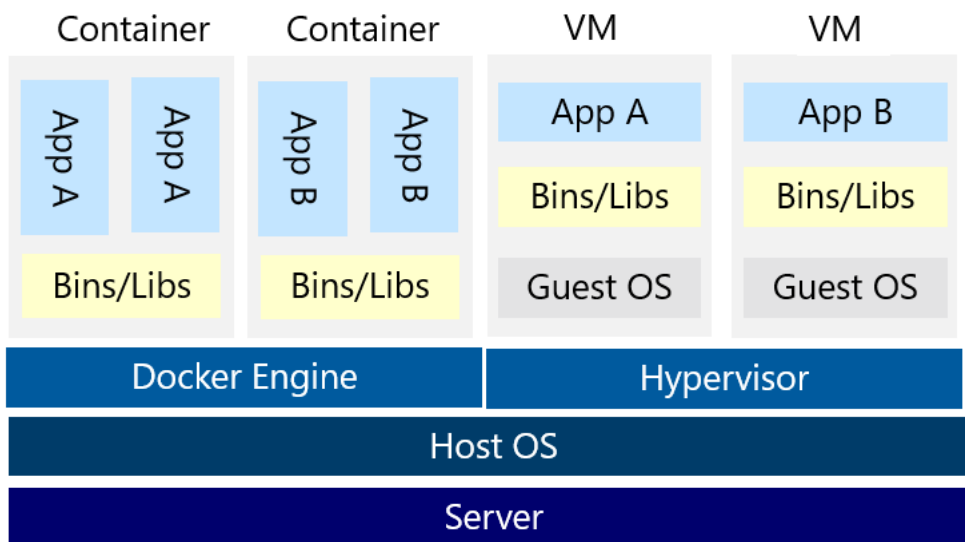 Container
Container
VM
VM
App A
App A
App B
App B
App A
App B
Bins/Libs
Bins/Libs
Bins/Libs
Bins/Libs
Guest OS
Guest OS
Docker Engine
Hypervisor
Host OS
Server